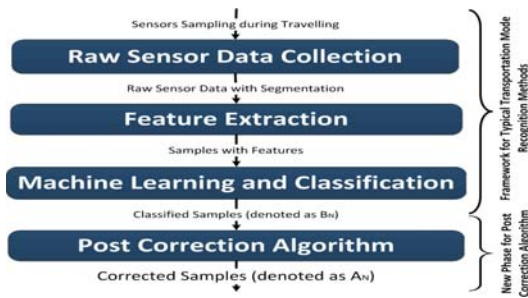 Sensors Sampling during Travelling
Raw Sensor Data Collection
Raw Sensor Data with Segmentation
Feature Extraction
Samples with Features
Machine Learning and Classification
Classified Samples (denoted as BN)
Post Correction Algorithm
Corrected Samples (denoted as AN)
Framework for Typical Transportation Mode
Recognition Methods
New Phase for Post
Correction Algorithm